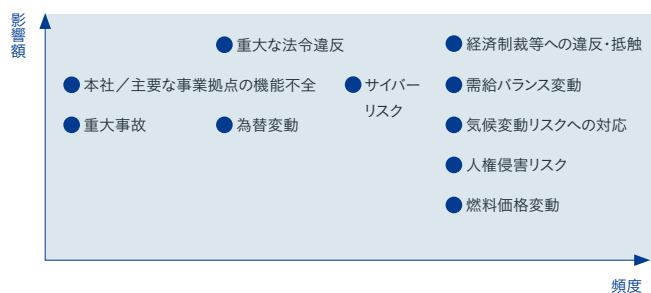 影響額
重大な法令違反
経済制裁等への違反・抵触
本社／主要な事業拠点の機能不全
サイバー
リスク
需給バランス変動
重大事故
為替変動
気候変動リスクへの対応
人権侵害リスク
燃料価格変動
頻度